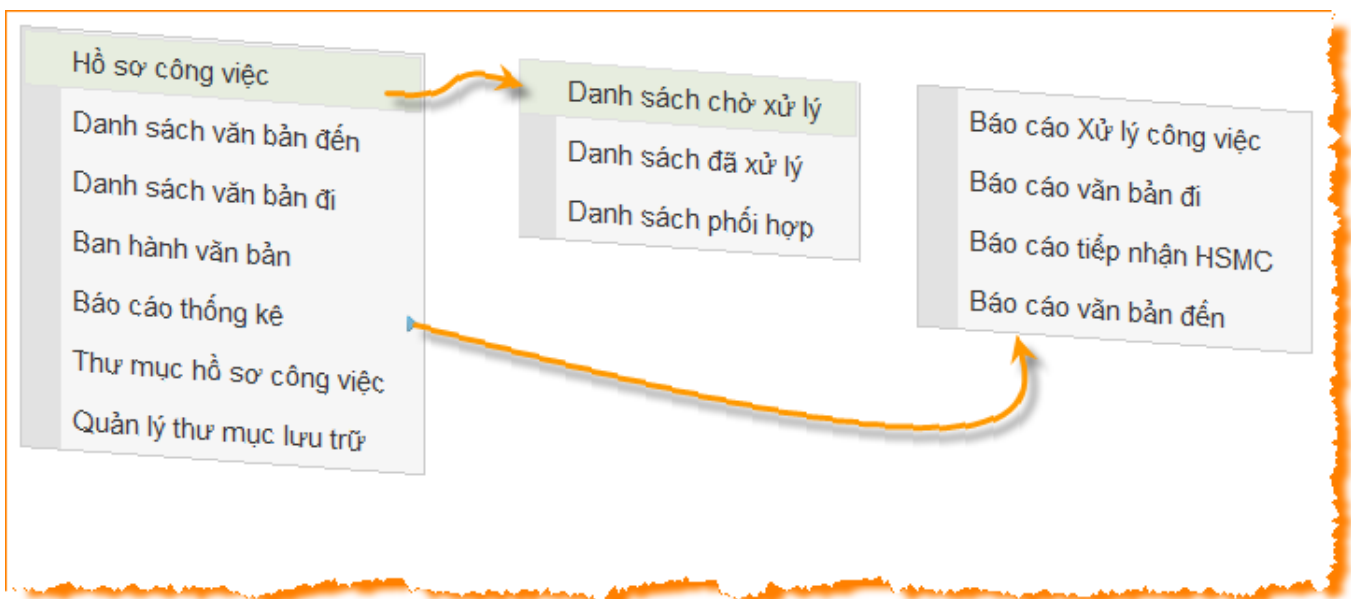 Hồ sơ công việc
Danh sách văn bản đến
Danh sách văn bản đi
Ban hành văn bản
Báo cáo thống kê
Thư mục hồ sơ công việc
Quản lý thư mục lưu trữ
Danh sách chờ xử lý
Danh sách đã xử lý
Danh sách phối hợp
Báo cáo Xử lý công việc
Báo cáo văn bản đi
Báo cáo tiếp nhận HSMC
Báo cáo văn bản đến